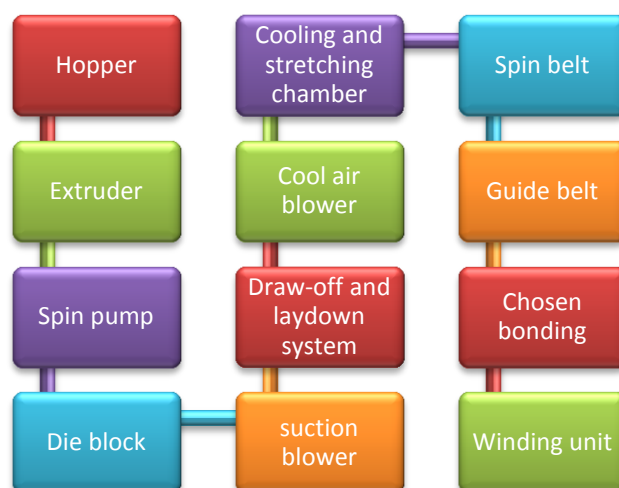 Hopper
Extruder
Spin pump
Die block
suction
blower
Draw-off and
laydown
system
Cool air
blower
Cooling and
stretching
chamber
Spin belt
Guide belt
Chosen
bonding
Winding unit